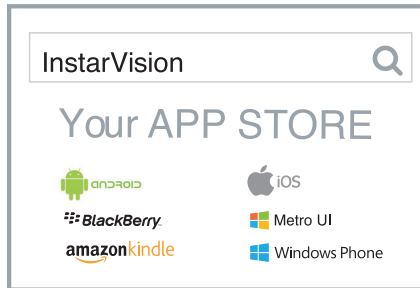 InstarVision
Your APP STORE
android
iOS
BlackBerry
Metro UI
amazonkindle
Windows Phone